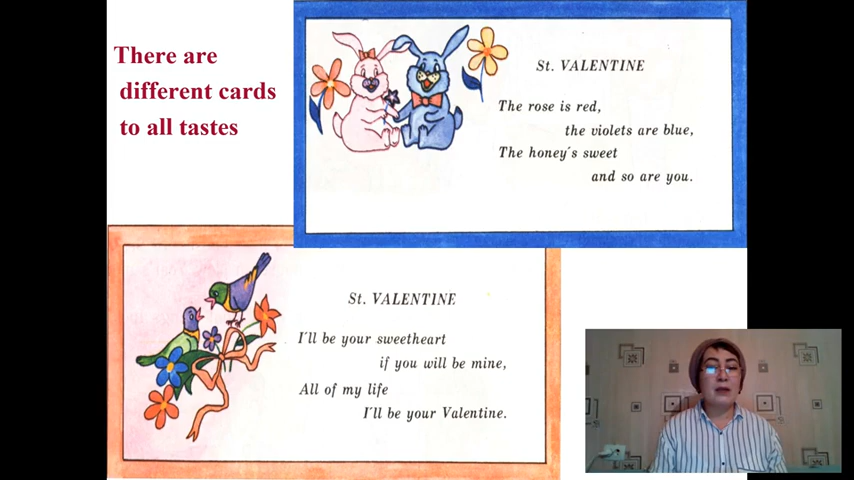 There are
different cards
to all tastes
St. VALENTINE
The rose is red,
the violets are blue,
The honey's sweet
and so are you.
St. VALENTINE
I'll be your sweetheart
if you will be mine,
All of my life
I'll be your Valentine.